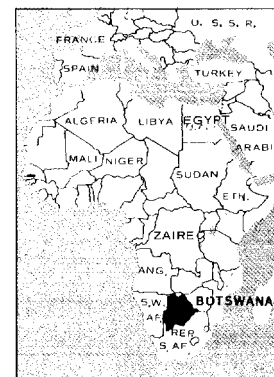 U. S. S. R.
FRANCE
SPAIN
TURKEY
ALGERIA
LIBYA
EGYPT
SAUDI
ARABI
MALI
NIGER
SUDAN
ETH.
ZAIRE
ANG.
S.W.
AF.
BOTSWANA
REP.
S. AF.